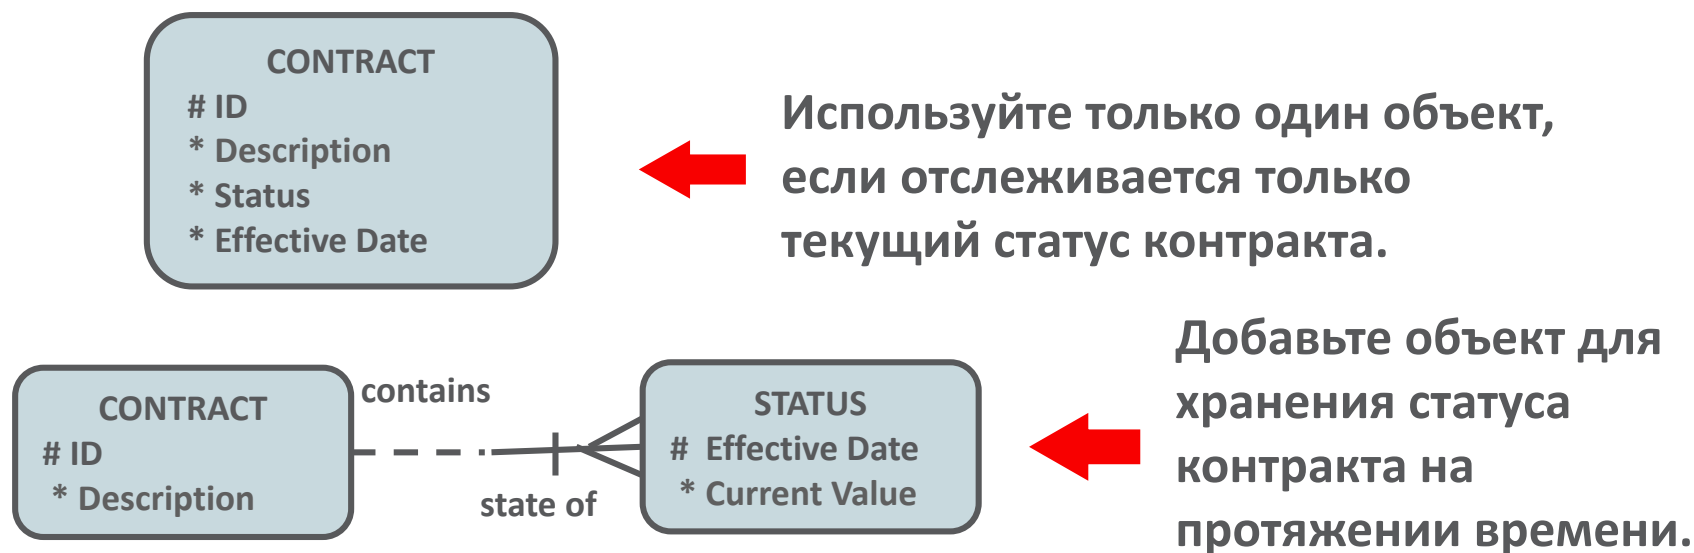 CONTRACT
# ID
* Description
* Status
* Effective Date
Используйте только один объект,
если отслеживается только
текущий статус контракта.
CONTRACT
# ID
* Description
contains
state of
STATUS
# Effective Date
* Current Value
Добавьте объект для
хранения статуса
контракта на
протяжении времени.